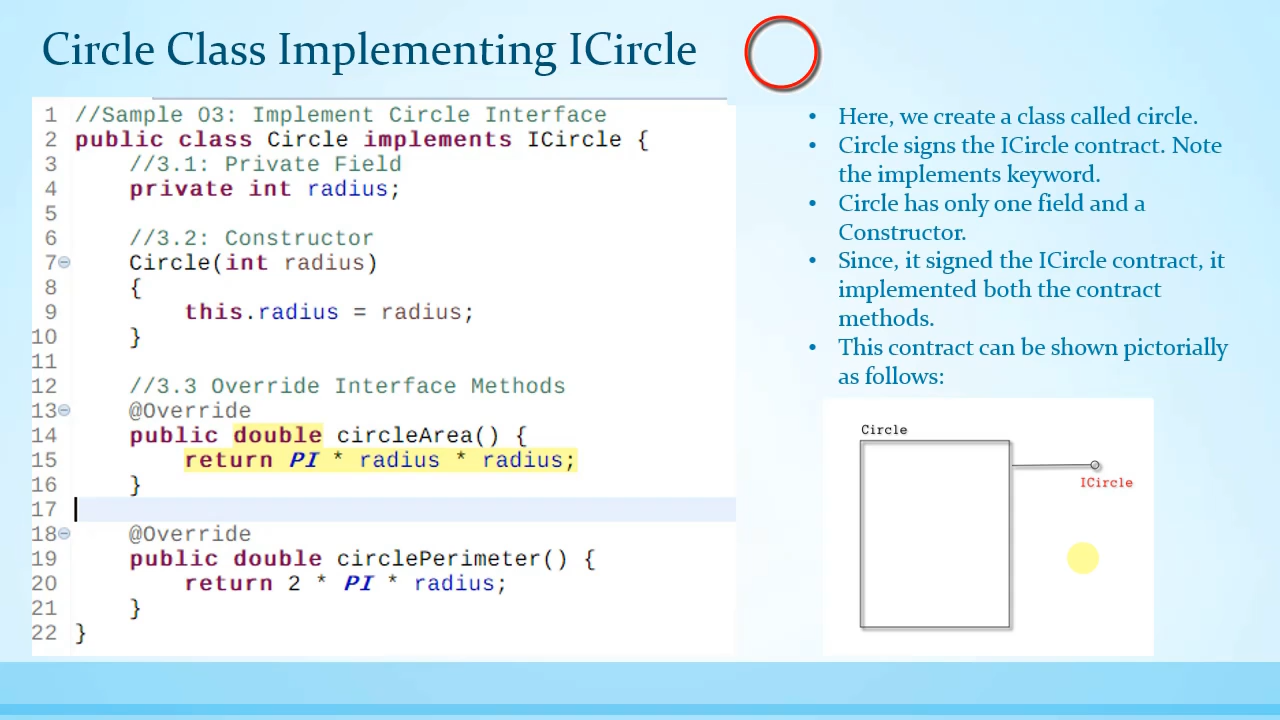 Circle Class Implementing ICircle
1 //Sample 03: Implement Circle Interface
2 public class Circle implements ICircle {
3     //3.1: Private Field
4     private int radius;
5
6     //3.2: Constructor
7     Circle(int radius)
8     {
9         this.radius = radius;
10     }
11
12     //3.3 Override Interface Methods
13     @Override
14     public double circleArea() {
15         return PI * radius * radius;
16     }
17
18     @Override
19     public double circlePerimeter() {
20         return 2 * PI * radius;
21     }
22 }
• Here, we create a class called circle.
• Circle signs the ICircle contract. Note
the implements keyword.
• Circle has only one field and a
Constructor.
• Since, it signed the ICircle contract, it
implemented both the contract
methods.
• This contract can be shown pictorially
as follows:
Circle
ICircle